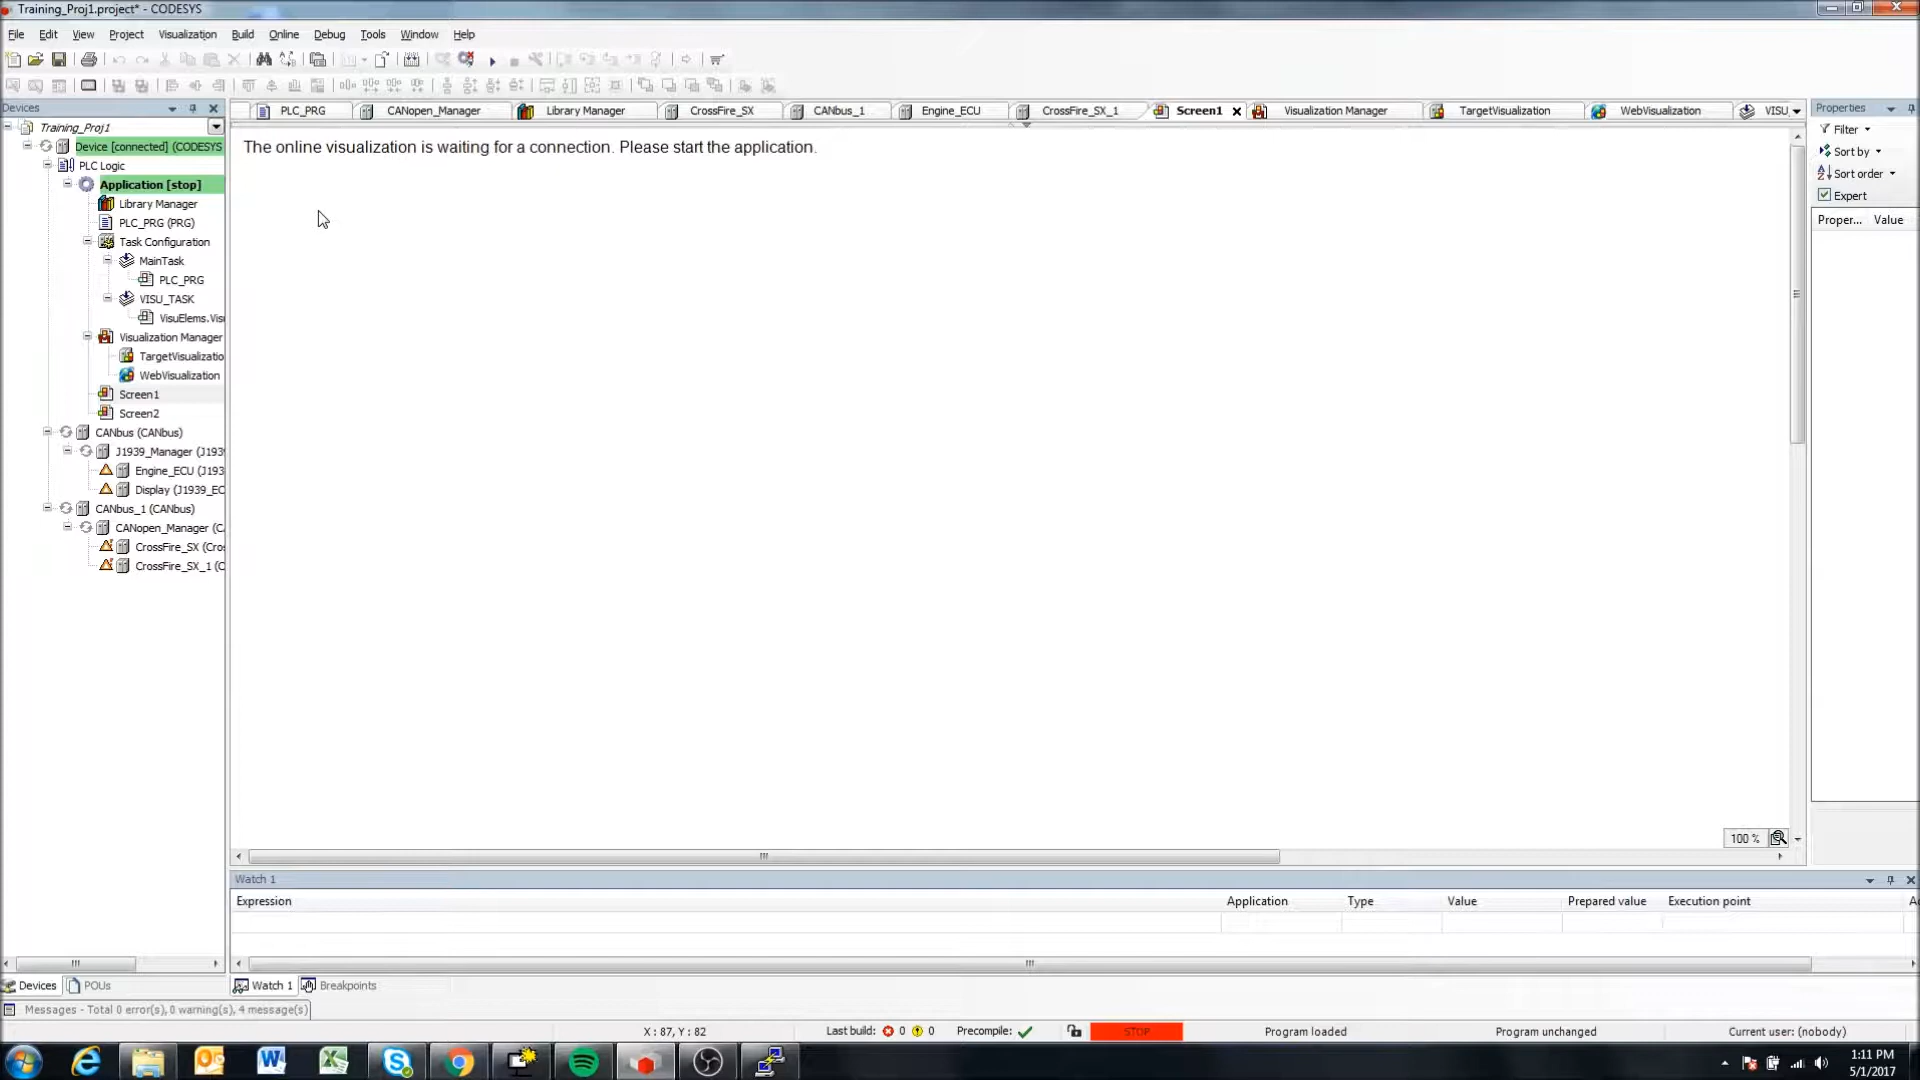 Training_Proj1.project* - CODESYS
File Edit View Project Visualization Build Online Debug Tools Window Help
Devices
PLC_PRG CANopen_Manager Library Manager CrossFire_SX CANbus_1 Engine_ECU CrossFire_SX_1 Screen1 Visualization Manager TargetVisualization WebVisualization VISU_
Properties
Training_Proj1
Device [connected] (CODESYS
PLC Logic
Application [stop]
Library Manager
PLC_PRG (PRG)
Task Configuration
MainTask
PLC_PRG
VISU_TASK
VisuElems.Visu
Visualization Manager
TargetVisualizatio
WebVisualization
Screen1
Screen2
CANbus (CANbus)
J1939_Manager (J193
Engine_ECU (J193
Display (J1939_EC
CANbus_1 (CANbus)
CANopen_Manager (CA
CrossFire_SX (Cros
CrossFire_SX_1 (C
The online visualization is waiting for a connection. Please start the application.
Filter
Sort by
Sort order
Expert
Proper... Value
100 %
Watch 1
Expression Application Type Value Prepared value Execution point
Devices POUs
Watch 1 Breakpoints
Messages - Total 0 error(s), 0 warning(s), 4 message(s)
X : 87, Y : 82 Last build: 0 0 Precompile: STOP Program loaded Program unchanged Current user: (nobody)
1:11 PM
5/1/2017